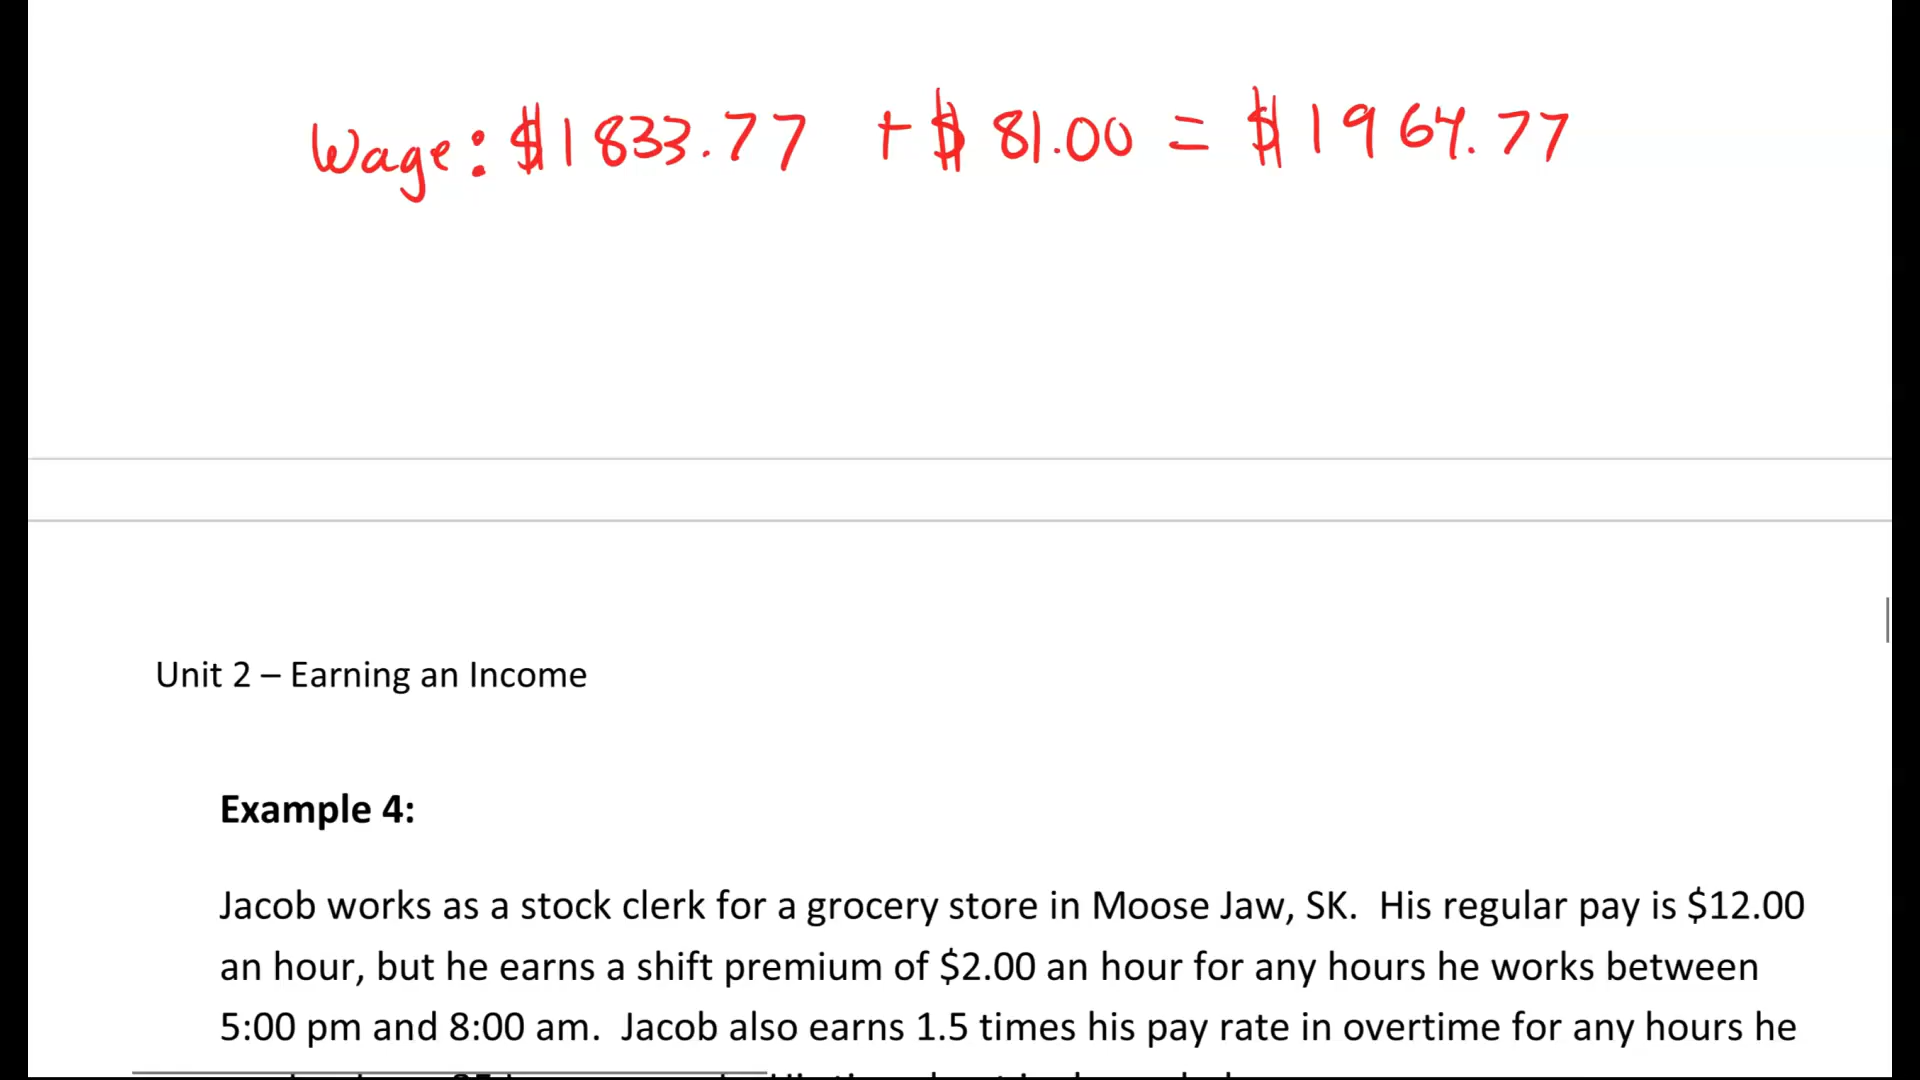 Wage: $1833.77 + $ 81.00 = $1964.77
Unit 2 – Earning an Income
Example 4:
Jacob works as a stock clerk for a grocery store in Moose Jaw, SK. His regular pay is $12.00
an hour, but he earns a shift premium of $2.00 an hour for any hours he works between
5:00 pm and 8:00 am. Jacob also earns 1.5 times his pay rate in overtime for any hours he